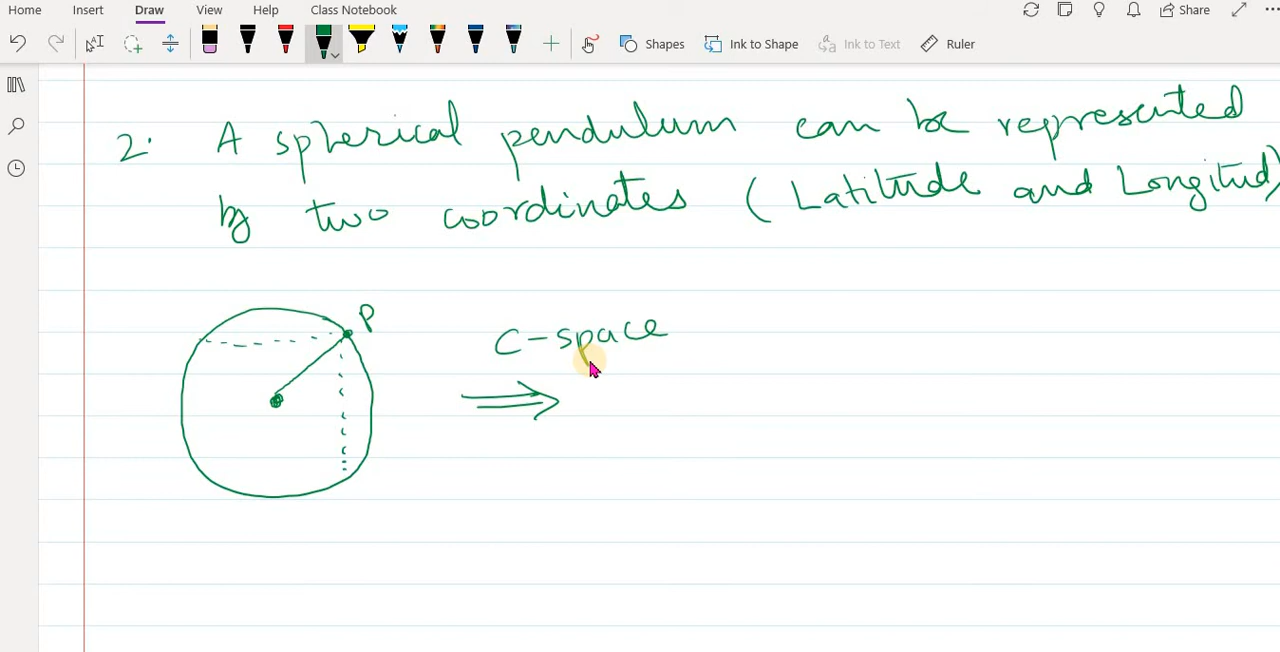 Home Insert Draw View Help Class Notebook Share
Shapes Ink to Shape Ink to Text Ruler
2. A spherical pendulum can be represented
by two coordinates (Latitude and Longitud)
P
C-space